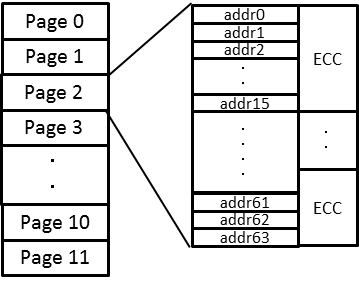 Page 0
Page 1
Page 2
Page 3
.
.
Page 10
Page 11
addr0
addr1
addr2
.
.
addr15
.
.
.
.
addr61
addr62
addr63
ECC
.
.
ECC